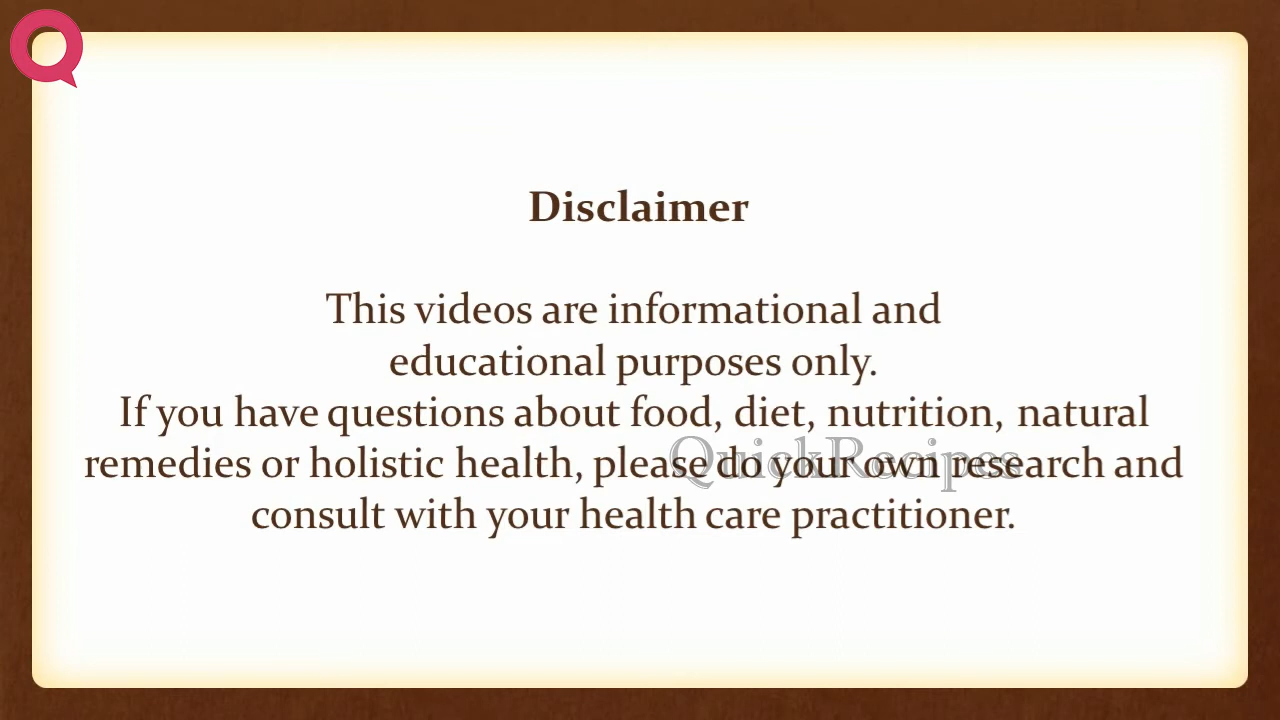 Disclaimer
This videos are informational and
educational purposes only.
If you have questions about food, diet, nutrition, natural
remedies or holistic health, please do your own research and
QuickRecipes
consult with your health care practitioner.